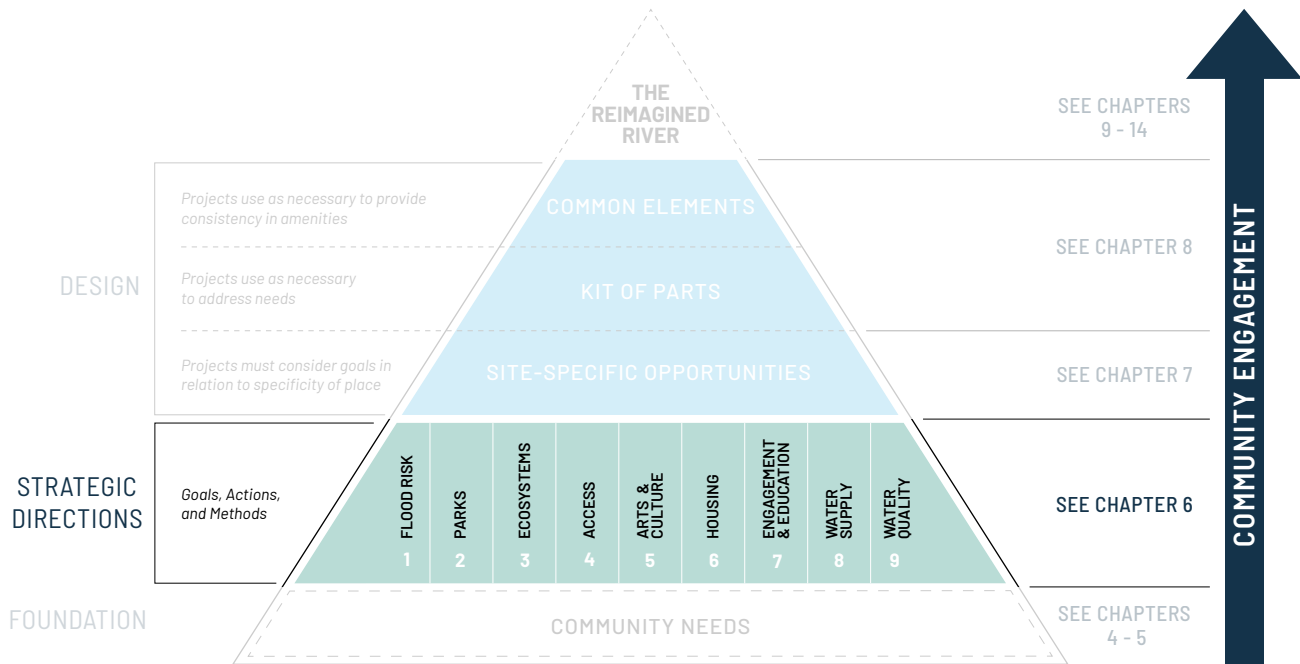 THE
REIMAGINED
RIVER
SEE CHAPTERS
9 - 14
DESIGN
Projects use as necessary to provide
consistency in amenities
COMMON ELEMENTS
SEE CHAPTER 8
Projects use as necessary
to address needs
KIT OF PARTS
Projects must consider goals in
relation to specificity of place
SITE-SPECIFIC OPPORTUNITIES
SEE CHAPTER 7
STRATEGIC
DIRECTIONS
Goals, Actions,
and Methods
FLOOD RISK
1
PARKS
2
ECOSYSTEMS
3
ACCESS
4
ARTS &
CULTURE
5
HOUSING
6
ENGAGEMENT
& EDUCATION
7
WATER
SUPPLY
8
WATER
QUALITY
9
SEE CHAPTER 6
FOUNDATION
COMMUNITY NEEDS
SEE CHAPTERS
4 - 5
COMMUNITY ENGAGEMENT